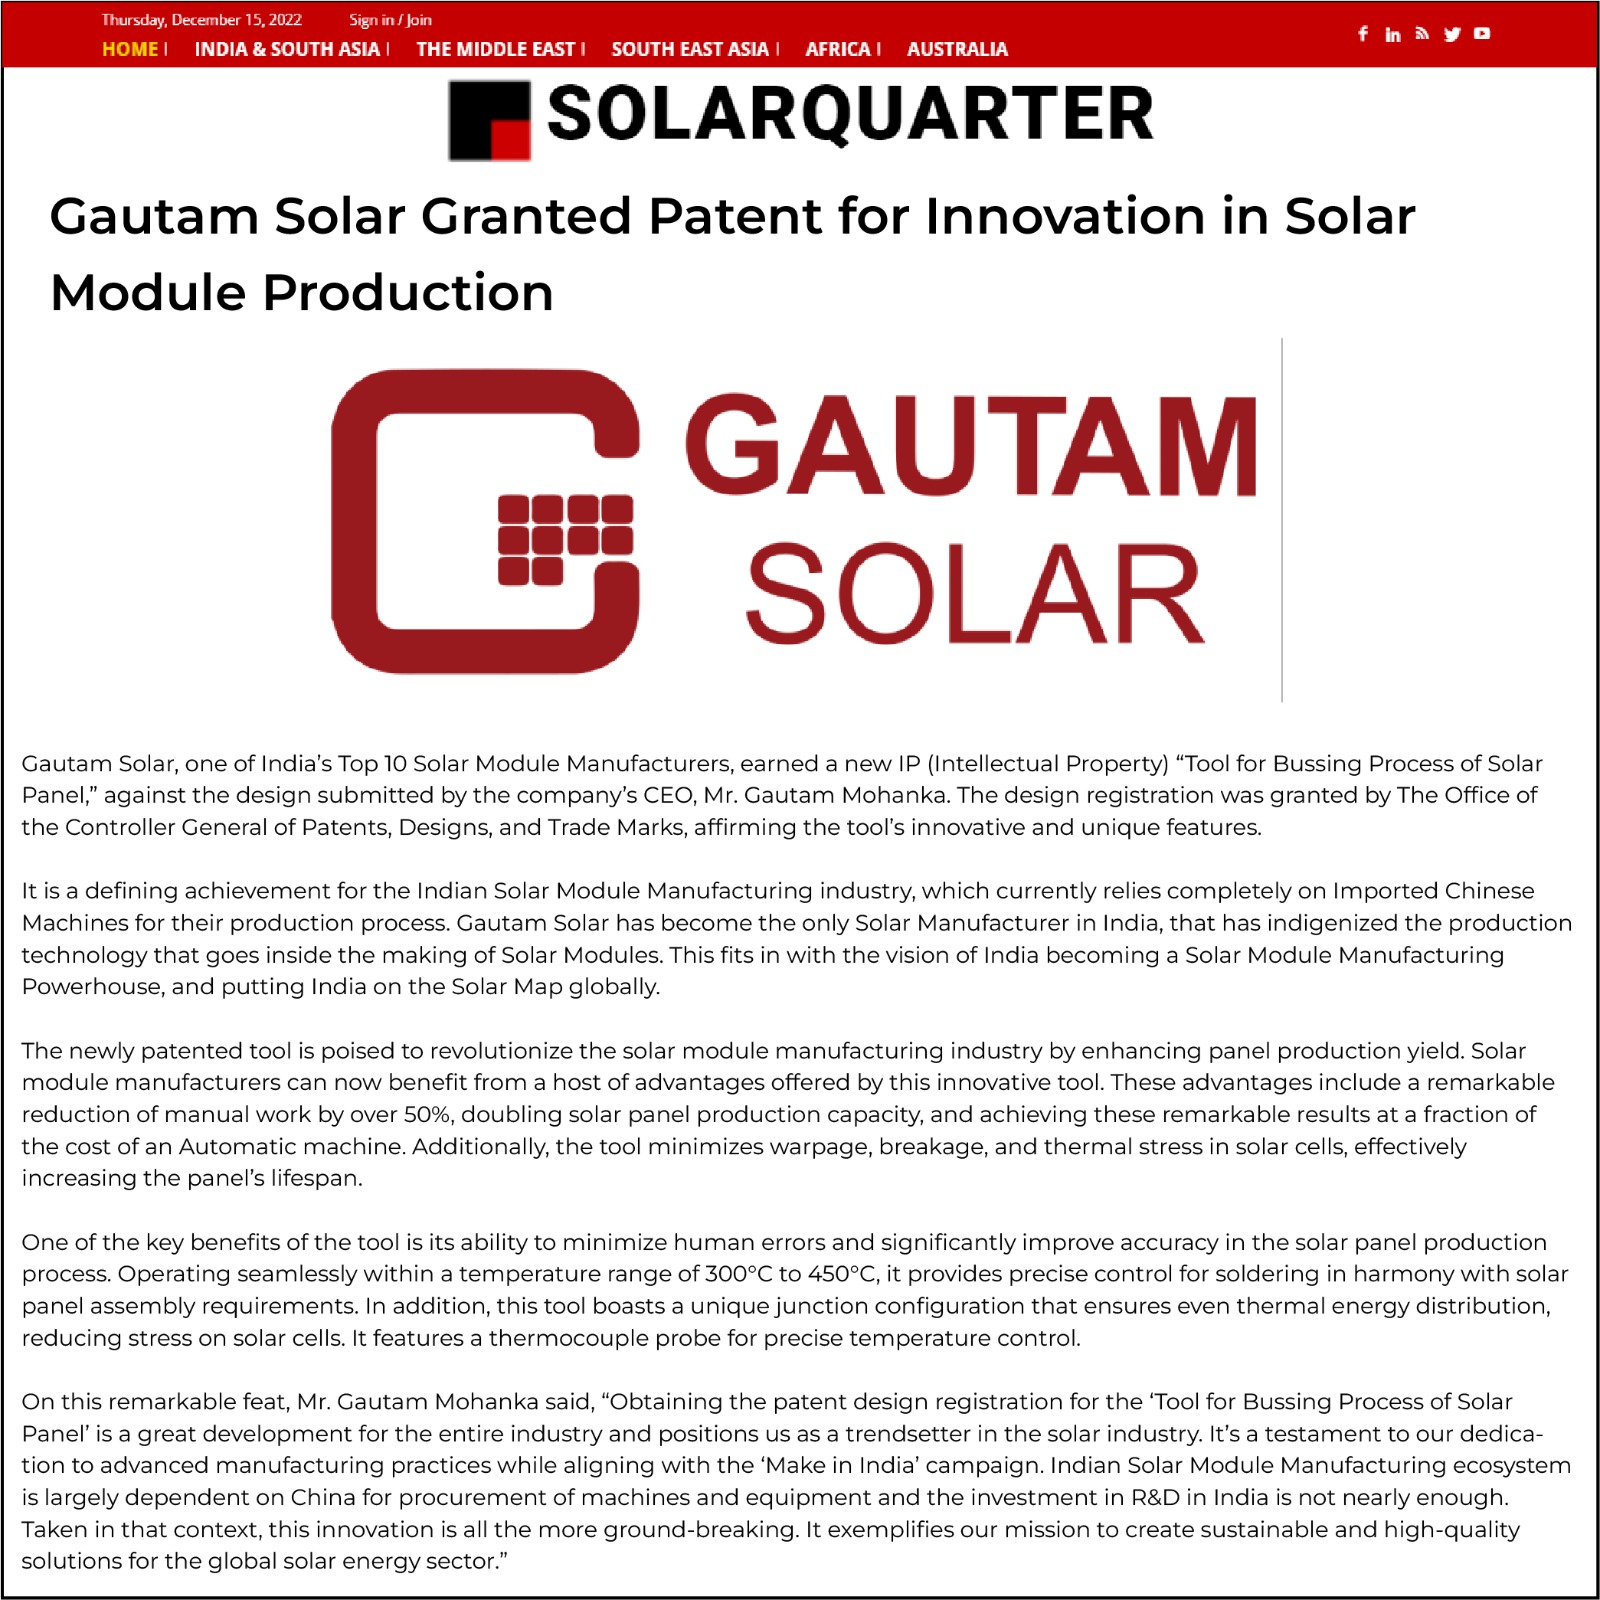 Thursday, December 15, 2022 Sign in / Join
HOME | INDIA & SOUTH ASIA | THE MIDDLE EAST | SOUTH EAST ASIA | AFRICA | AUSTRALIA
SOLARQUARTER
Gautam Solar Granted Patent for Innovation in Solar
Module Production
GAUTAM
SOLAR
Gautam Solar, one of India’s Top 10 Solar Module Manufacturers, earned a new IP (Intellectual Property) “Tool for Bussing Process of Solar
Panel,” against the design submitted by the company’s CEO, Mr. Gautam Mohanka. The design registration was granted by The Office of
the Controller General of Patents, Designs, and Trade Marks, affirming the tool’s innovative and unique features.
It is a defining achievement for the Indian Solar Module Manufacturing industry, which currently relies completely on Imported Chinese
Machines for their production process. Gautam Solar has become the only Solar Manufacturer in India, that has indigenized the production
technology that goes inside the making of Solar Modules. This fits in with the vision of India becoming a Solar Module Manufacturing
Powerhouse, and putting India on the Solar Map globally.
The newly patented tool is poised to revolutionize the solar module manufacturing industry by enhancing panel production yield. Solar
module manufacturers can now benefit from a host of advantages offered by this innovative tool. These advantages include a remarkable
reduction of manual work by over 50%, doubling solar panel production capacity, and achieving these remarkable results at a fraction of
the cost of an Automatic machine. Additionally, the tool minimizes warpage, breakage, and thermal stress in solar cells, effectively
increasing the panel’s lifespan.
One of the key benefits of the tool is its ability to minimize human errors and significantly improve accuracy in the solar panel production
process. Operating seamlessly within a temperature range of 300°C to 450°C, it provides precise control for soldering in harmony with solar
panel assembly requirements. In addition, this tool boasts a unique junction configuration that ensures even thermal energy distribution,
reducing stress on solar cells. It features a thermocouple probe for precise temperature control.
On this remarkable feat, Mr. Gautam Mohanka said, “Obtaining the patent design registration for the ‘Tool for Bussing Process of Solar
Panel’ is a great development for the entire industry and positions us as a trendsetter in the solar industry. It’s a testament to our dedica-
tion to advanced manufacturing practices while aligning with the ‘Make in India’ campaign. Indian Solar Module Manufacturing ecosystem
is largely dependent on China for procurement of machines and equipment and the investment in R&D in India is not nearly enough.
Taken in that context, this innovation is all the more ground-breaking. It exemplifies our mission to create sustainable and high-quality
solutions for the global solar energy sector.”